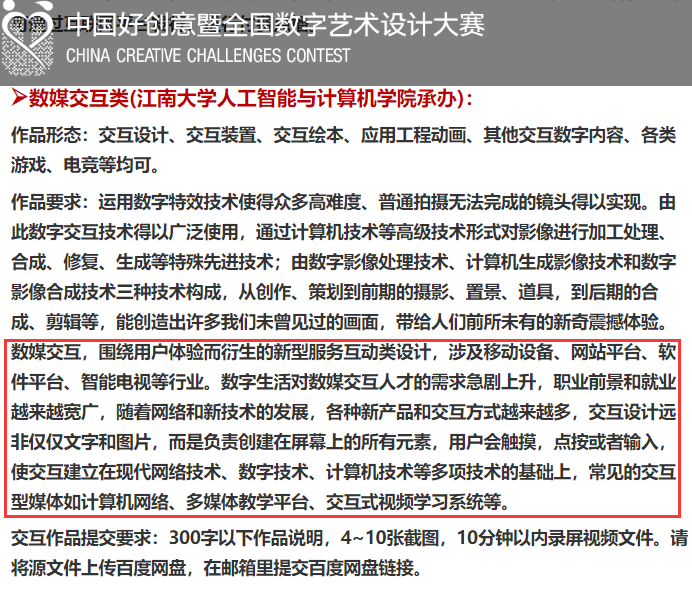 中国好创意暨全国数字艺术设计大赛
CHINA CREATIVE CHALLENGES CONTEST
➢数媒交互类(江南大学人工智能与计算机学院承办)：
作品形态：交互设计、交互装置、交互绘本、应用工程动画、其他交互数字内容、各类
游戏、电竞等均可。
作品要求：运用数字特效技术使得众多高难度、普通拍摄无法完成的镜头得以实现。由
此数字交互技术得以广泛使用，通过计算机技术等高级技术形式对影像进行加工处理、
合成、修复、生成等特殊先进技术；由数字影像处理技术、计算机生成影像技术和数字
影像合成技术三种技术构成，从创作、策划到前期的摄影、置景、道具，到后期的合
成、剪辑等，能创造出许多我们未曾见过的画面，带给人们前所未有的新奇震撼体验。
数媒交互，围绕用户体验而衍生的新型服务互动类设计，涉及移动设备、网站平台、软
件平台、智能电视等行业。数字生活对数媒交互人才的需求急剧上升，职业前景和就业
越来越宽广，随着网络和新技术的发展，各种新产品和交互方式越来越多，交互设计远
非仅仅文字和图片，而是负责创建在屏幕上的所有元素，用户会触摸，点按或者输入，
使交互建立在现代网络技术、数字技术、计算机技术等多项技术的基础上，常见的交互
型媒体如计算机网络、多媒体教学平台、交互式视频学习系统等。
交互作品提交要求：300字以下作品说明，4~10张截图，10分钟以内录屏视频文件。请
将源文件上传百度网盘，在邮箱里提交百度网盘链接。